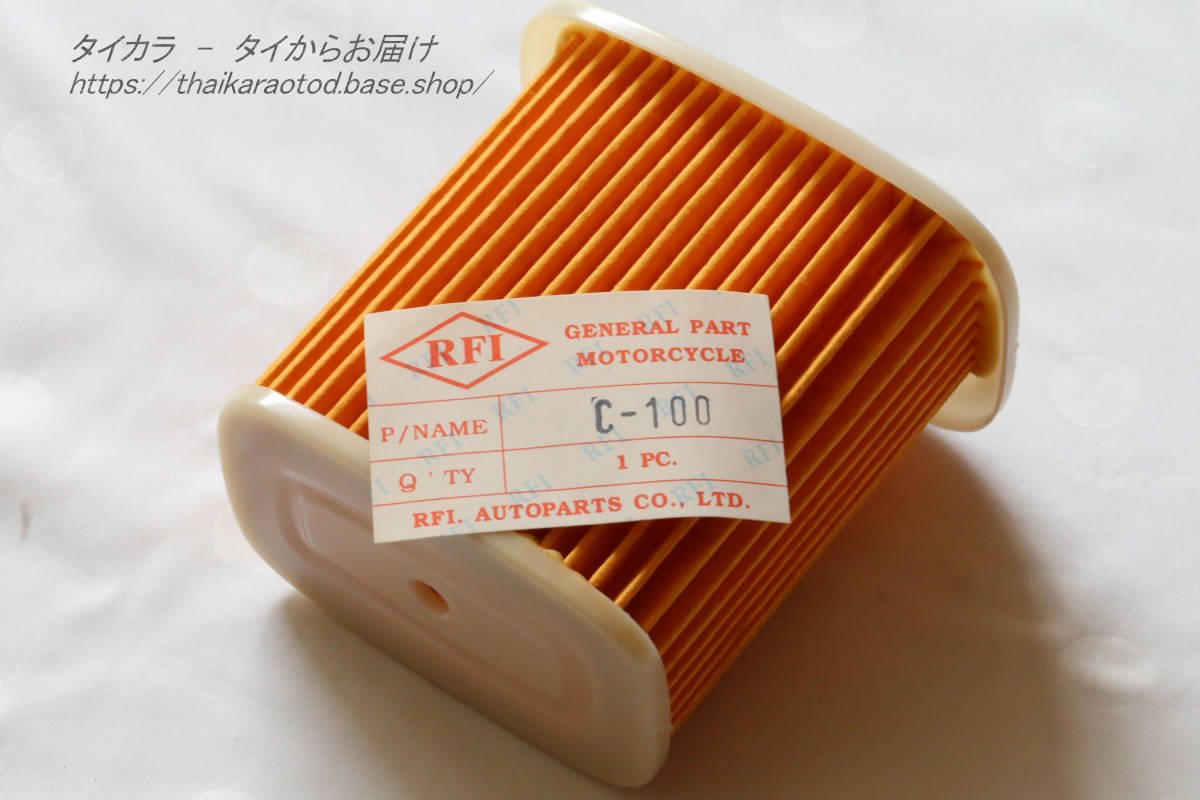 タイカラ - タイからお届け
https://thaikaraotod.base.shop/
RFI
GENERAL PART
MOTORCYCLE
P/NAME
C-100
Q'TY
1 PC.
RFI. AUTOPARTS CO., LTD.